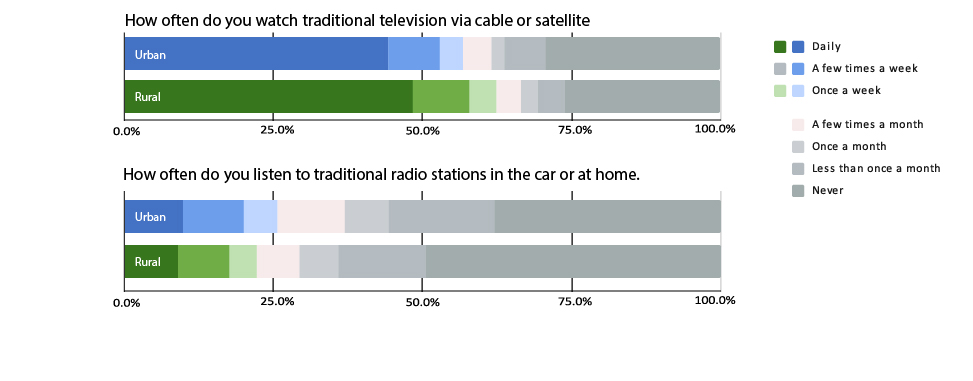 How often do you watch traditional television via cable or satellite
Urban
Rural
0.0% 25.0% 50.0% 75.0% 100.0%
How often do you listen to traditional radio stations in the car or at home.
Urban
Rural
0.0% 25.0% 50.0% 75.0% 100.0%
Daily
A few times a week
Once a week
A few times a month
Once a month
Less than once a month
Never